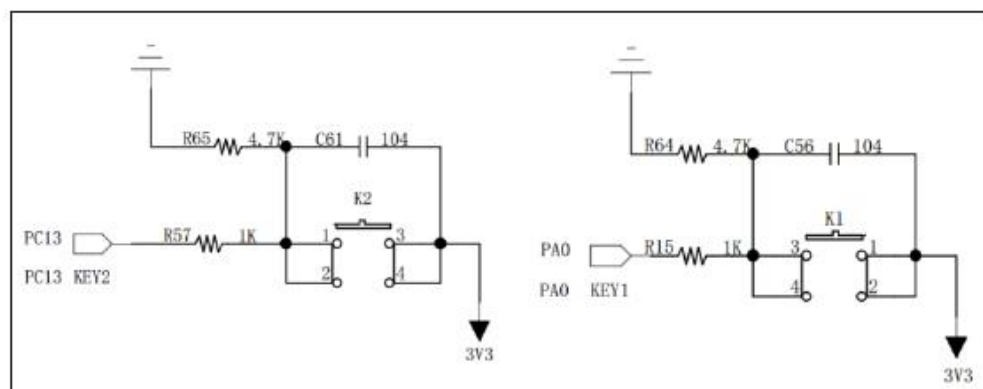 R65 4.7K C61 104
K2
PC13 R57 1K 1 3
PC13 KEY2 2 4
3V3
R64 4.7K C56 104
K1
PA0 R15 1K 3 1
PA0 KEY1 4 2
3V3